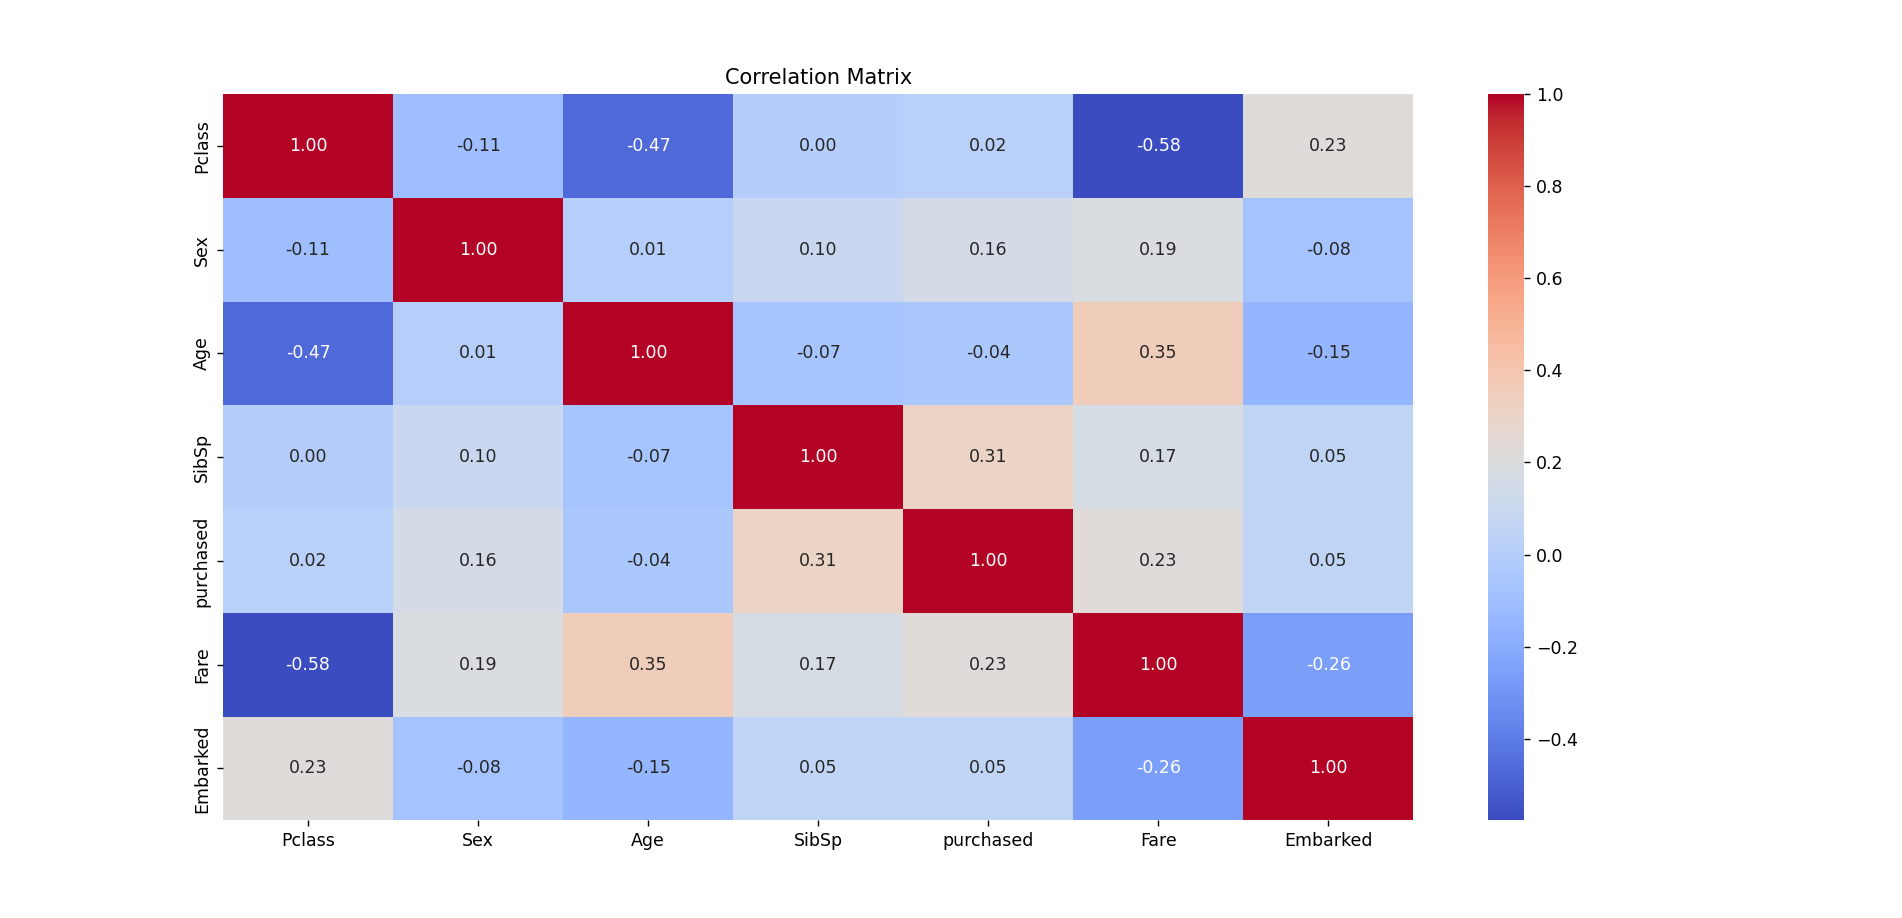 Correlation Matrix
Pclass 1.00 -0.11 -0.47 0.00 0.02 -0.58 0.23
Sex -0.11 1.00 0.01 0.10 0.16 0.19 -0.08
Age -0.47 0.01 1.00 -0.07 -0.04 0.35 -0.15
SibSp 0.00 0.10 -0.07 1.00 0.31 0.17 0.05
purchased 0.02 0.16 -0.04 0.31 1.00 0.23 0.05
Fare -0.58 0.19 0.35 0.17 0.23 1.00 -0.26
Embarked 0.23 -0.08 -0.15 0.05 0.05 -0.26 1.00
Pclass Sex Age SibSp purchased Fare Embarked
1.0
0.8
0.6
0.4
0.2
0.0
−0.2
−0.4